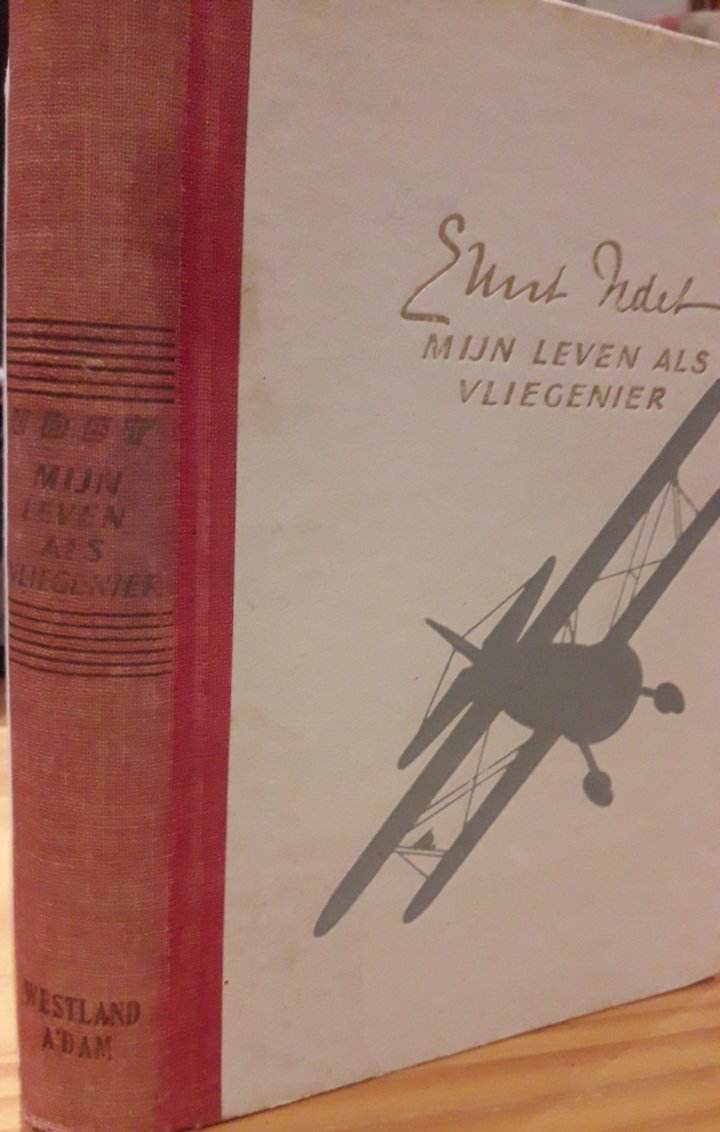 UDET
MIJN
LEVEN
ALS
VLIEGENIER
WESTLAND
A'DAM
Ernst Udet
MIJN LEVEN ALS
VLIEGENIER